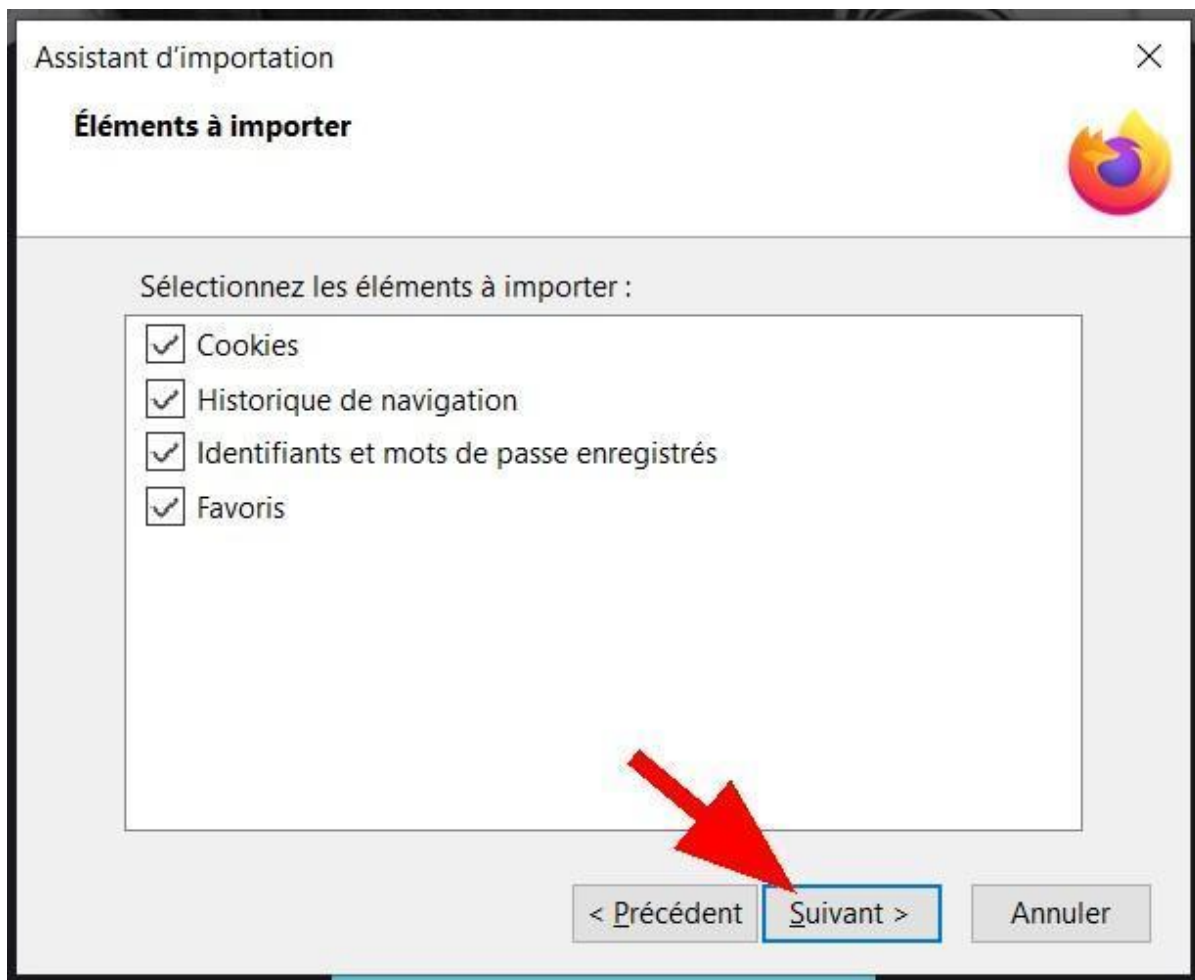 Assistant d’importation
Éléments à importer
Sélectionnez les éléments à importer :
Cookies
Historique de navigation
Identifiants et mots de passe enregistrés
Favoris
< Précédent
Suivant >
Annuler